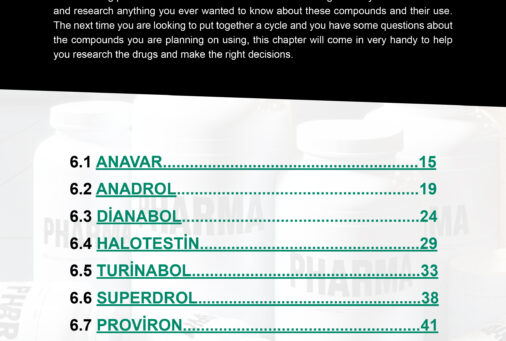 and research anything you ever wanted to know about these compounds and their use.
The next time you are looking to put together a cycle and you have some questions about
the compounds you are planning on using, this chapter will come in very handy to help
you research the drugs and make the right decisions.
6.1 ANAVAR..........................................................15
6.2 ANADROL......................................................19
6.3 DİANABOL.....................................................24
6.4 HALOTESTİN.................................................29
6.5 TURİNABOL...................................................33
6.6 SUPERDROL.................................................38
6.7 PROVİRON.....................................................41
PHARMA
PHARMA